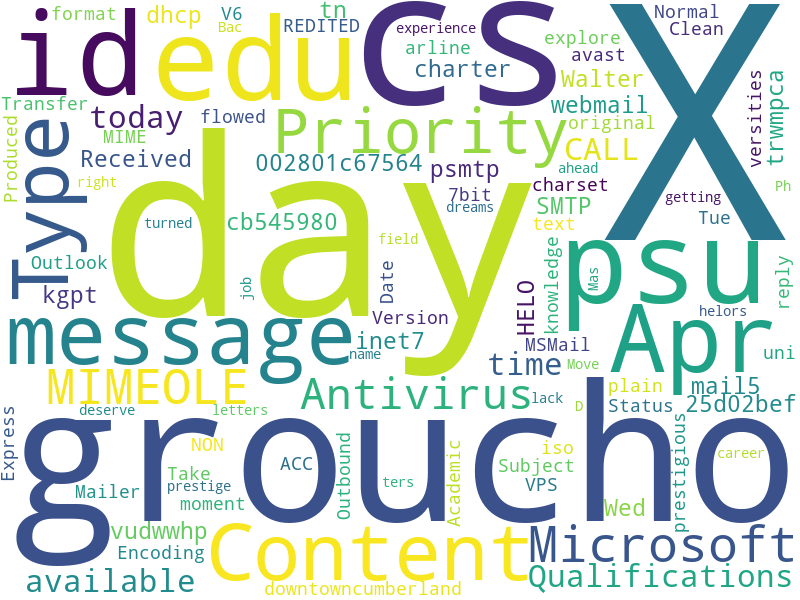 format
dhcp
V6
tn
Bac
REDITED
experience
Normal
Clean
id
edu
cs
X
arline
explore
avast
charter
Walter
webmail
versities
trwmpca
Transfer
today
flowed
Priority
original
CALL
Produced
MIME
Type
Received
002801c67564
psmtp
ahead
charset
right
7bit
dreams
SMTP
getting
Ph
Tue
day
turned
cb545980
text
field
psu
Outlook
kgpt
job
Date
HELO
knowledge
Mas
reply
Version
helors
message
inet7
name
MSMail
time
Move
Apr
uni
MIMEOLE
Antivirus
lack
plain
mail5
D
Status
25d02bef
Express
deserve
letters
groucho
NON
Outbound
Academic
iso
prestigious
career
Take
ACC
Subject
Mailer
prestige
ters
VPS
moment
Wed
vudwwhp
Encoding
Content
Microsoft
available
downtowncumberland
Qualifications